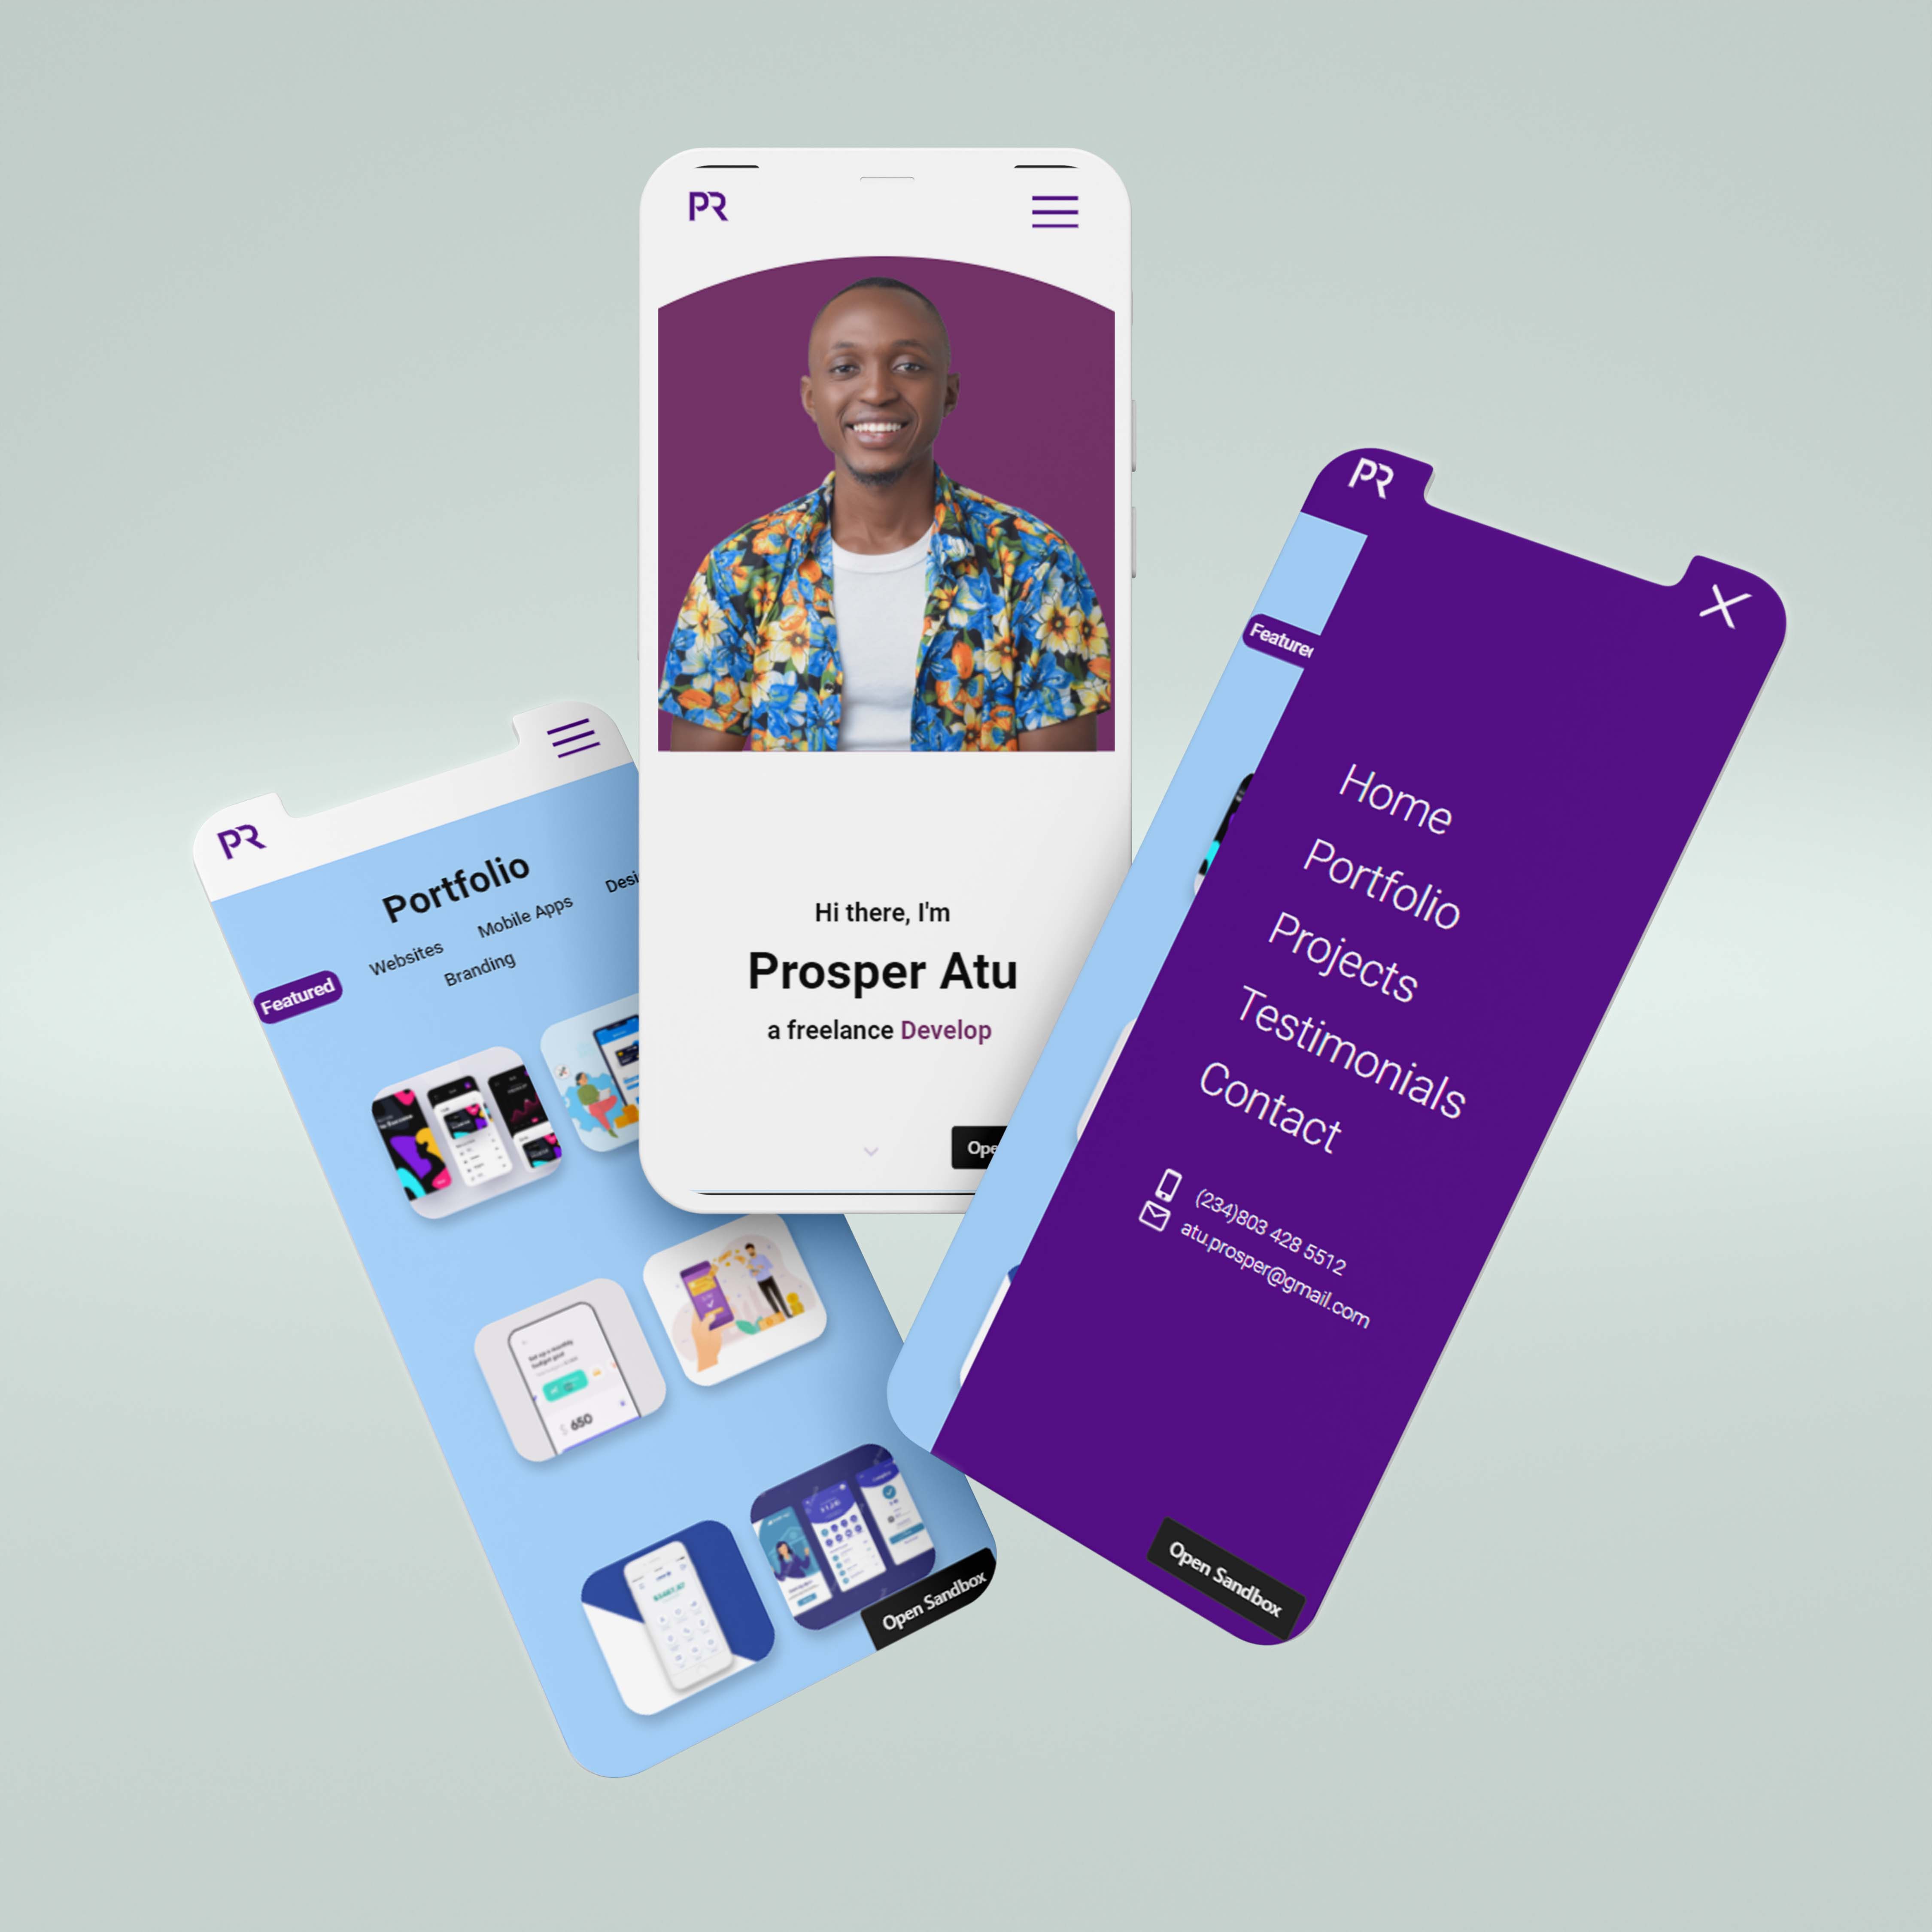 PR
Hi there, I'm
Prosper Atu
a freelance Develop
Ope
PR
Portfolio
Websites Mobile Apps Desi
Branding
Featured
650
Open Sandbox
PR
Featured
Home
Portfolio
Projects
Testimonials
Contact
(234)803 428 5512
atu.prosper@gmail.com
Open Sandbox